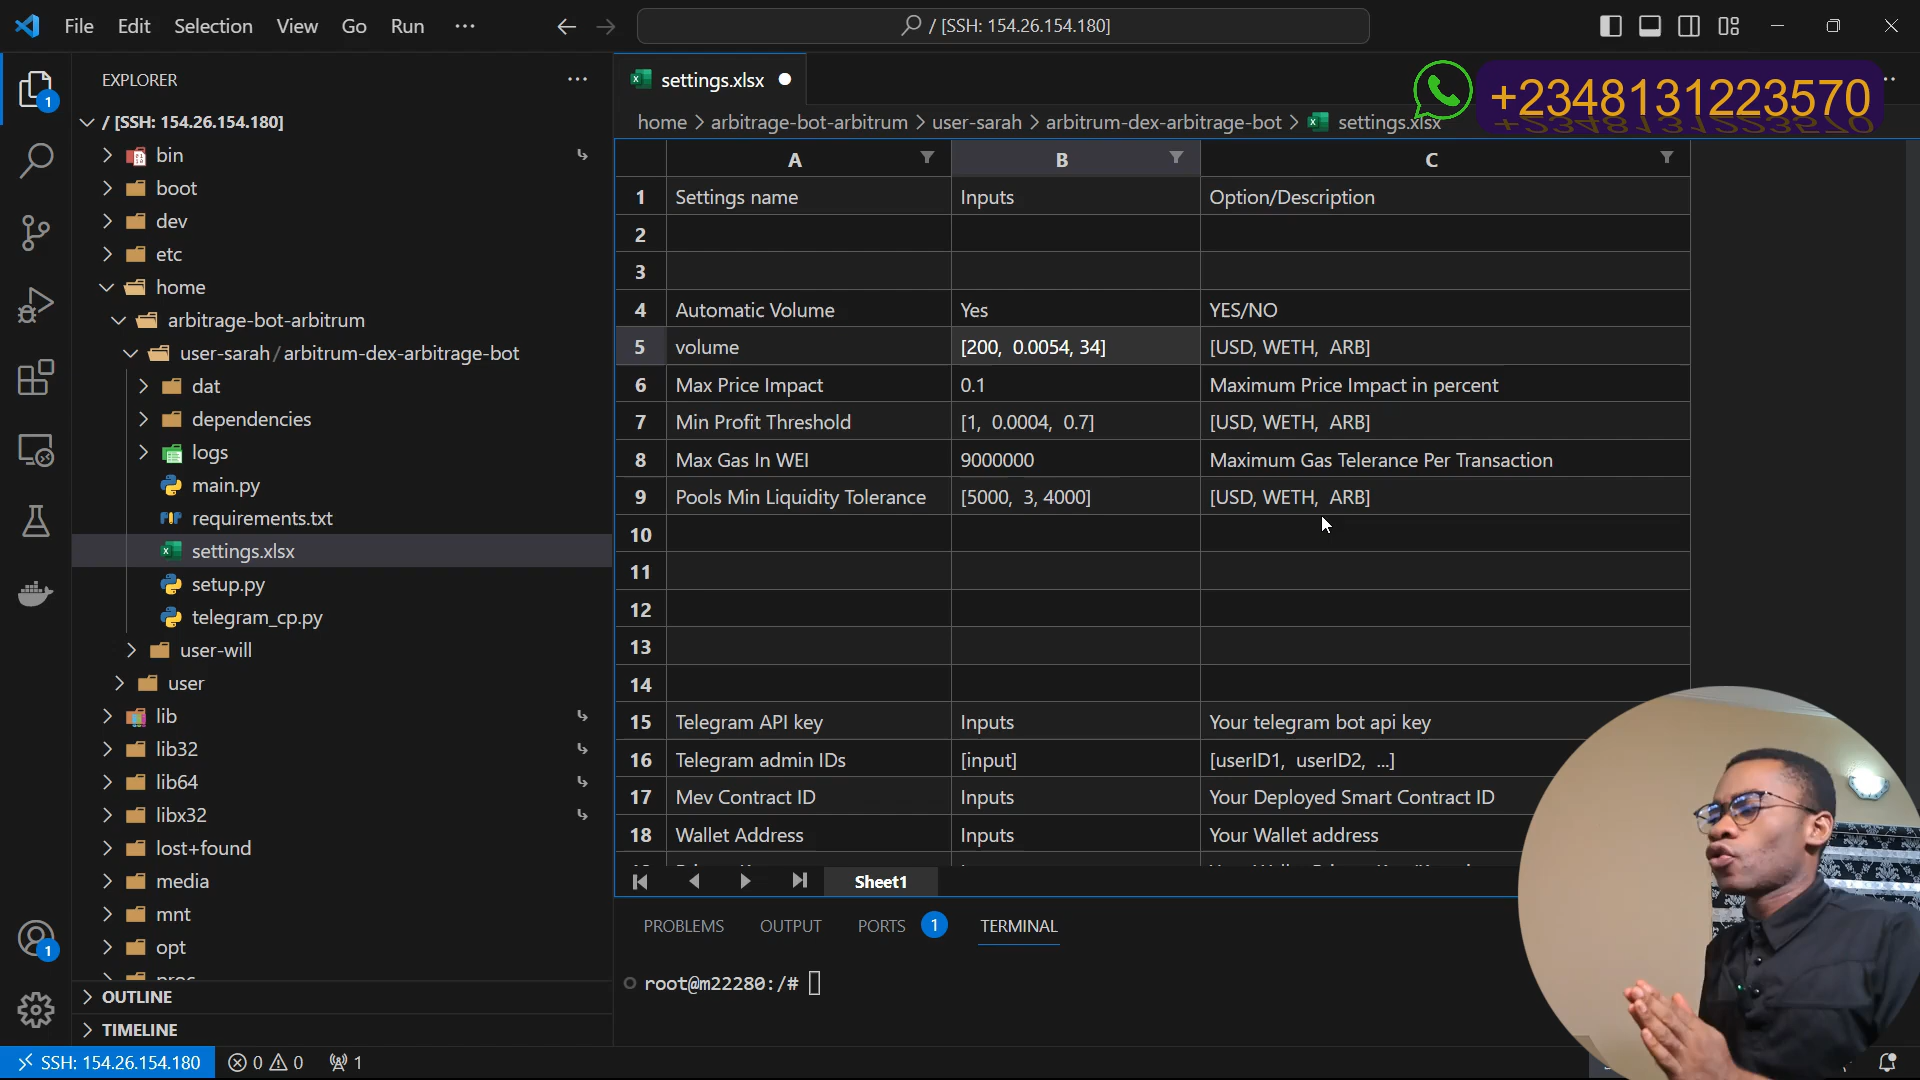 File Edit Selection View Go Run ···
/ [SSH: 154.26.154.180]
EXPLORER
/ [SSH: 154.26.154.180]
bin
boot
dev
etc
home
arbitrage-bot-arbitrum
user-sarah / arbitrum-dex-arbitrage-bot
dat
dependencies
logs
main.py
requirements.txt
settings.xlsx
setup.py
telegram_cp.py
user-will
user
lib
lib32
lib64
libx32
lost+found
media
mnt
opt
proc
OUTLINE
TIMELINE
1
1
settings.xlsx
+2348131223570
home > arbitrage-bot-arbitrum > user-sarah > arbitrum-dex-arbitrage-bot > settings.xlsx
A B C
1 Settings name Inputs Option/Description
2
3
4 Automatic Volume Yes YES/NO
5 volume [200, 0.0054, 34] [USD, WETH, ARB]
6 Max Price Impact 0.1 Maximum Price Impact in percent
7 Min Profit Threshold [1, 0.0004, 0.7] [USD, WETH, ARB]
8 Max Gas In WEI 9000000 Maximum Gas Telerance Per Transaction
9 Pools Min Liquidity Tolerance [5000, 3, 4000] [USD, WETH, ARB]
10
11
12
13
14
15 Telegram API key Inputs Your telegram bot api key
16 Telegram admin IDs [input] [userID1, userID2, ...]
17 Mev Contract ID Inputs Your Deployed Smart Contract ID
18 Wallet Address Inputs Your Wallet address
Sheet1
PROBLEMS OUTPUT PORTS 1 TERMINAL
root@m22280:/#
SSH: 154.26.154.180 0 0 1